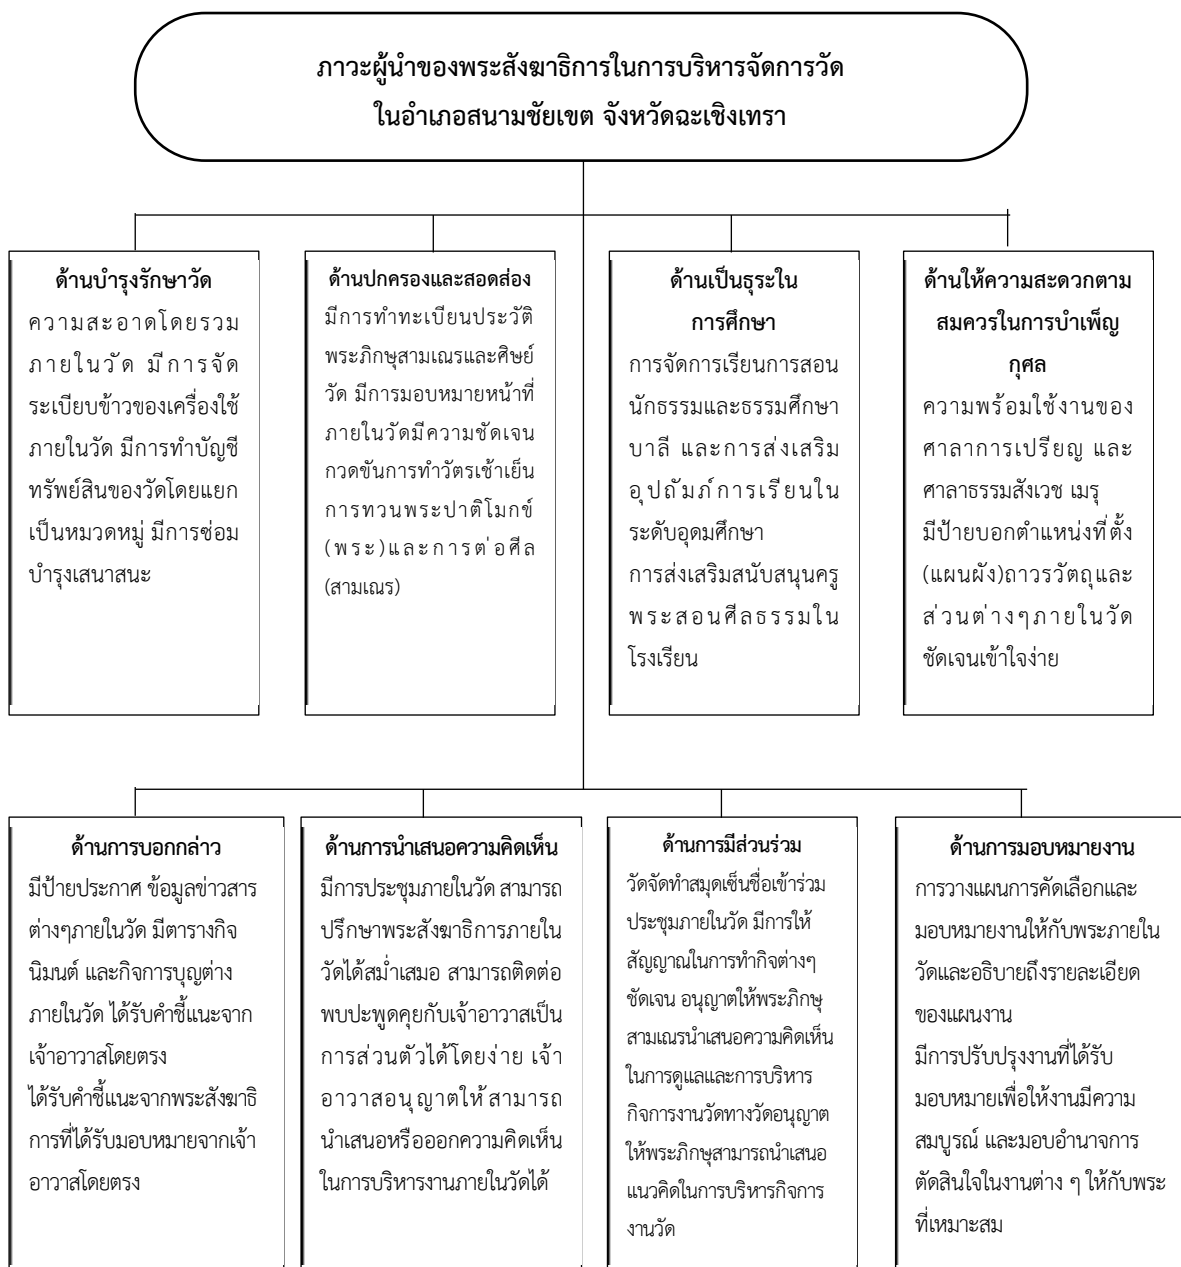 ภาวะผู้นำของพระสังฆาธิการในการบริหารจัดการวัด
ในอำเภอสนามชัยเขต จังหวัดฉะเชิงเทรา
ด้านบำรุงรักษาวัด
ความสะอาดโดยรวม
ภายในวัด มีการจัด
ระเบียบข้าวของเครื่องใช้
ภายในวัด มีการทำบัญชี
ทรัพย์สินของวัดโดยแยก
เป็นหมวดหมู่ มีการซ่อม
บำรุงเสนาสนะ
ด้านปกครองและสอดส่อง
มีการทำทะเบียนประวัติ
พระภิกษุสามเณรและศิษย์
วัด มีการมอบหมายหน้าที่
ภายในวัดมีความชัดเจน
กวดขันการทำวัตรเช้าเย็น
การทวนพระปาติโมกข์
(พระ)และการต่อศีล
(สามเณร)
ด้านเป็นธุระใน
การศึกษา
การจัดการเรียนการสอน
นักธรรมและธรรมศึกษา
บาลี และการส่งเสริม
อุปถัมภ์การเรียนใน
ระดับอุดมศึกษา
การส่งเสริมสนับสนุนครู
พระสอนศีลธรรมใน
โรงเรียน
ด้านให้ความสะดวกตาม
สมควรในการบำเพ็ญ
กุศล
ความพร้อมใช้งานของ
ศาลาการเปรียญ และ
ศาลาธรรมสังเวช เมรุ
มีป้ายบอกตำแหน่งที่ตั้ง
(แผนผัง)ถาวรวัตถุและ
ส่วนต่างๆภายในวัด
ชัดเจนเข้าใจง่าย
ด้านการบอกกล่าว
มีป้ายประกาศ ข้อมูลข่าวสาร
ต่างๆภายในวัด มีตารางกิจ
นิมนต์ และกิจการบุญต่าง
ภายในวัด ได้รับคำชี้แนะจาก
เจ้าอาวาสโดยตรง
ได้รับคำชี้แนะจากพระสังฆาธิ
การที่ได้รับมอบหมายจากเจ้า
อาวาสโดยตรง
ด้านการนำเสนอความคิดเห็น
มีการประชุมภายในวัด สามารถ
ปรึกษาพระสังฆาธิการภายใน
วัดได้สม่ำเสมอ สามารถติดต่อ
พบปะพูดคุยกับเจ้าอาวาสเป็น
การส่วนตัวได้โดยง่าย เจ้า
อาวาสอนุญาตให้ สามารถ
นำเสนอหรือออกความคิดเห็น
ในการบริหารงานภายในวัดได้
ด้านการมีส่วนร่วม
วัดจัดทำสมุดเซ็นชื่อเข้าร่วม
ประชุมภายในวัด มีการให้
สัญญาณในการทำกิจต่างๆ
ชัดเจน อนุญาตให้พระภิกษุ
สามเณรนำเสนอความคิดเห็น
ในการดูแลและการบริหาร
กิจการงานวัดทางวัดอนุญาต
ให้พระภิกษุสามารถนำเสนอ
แนวคิดในการบริหารกิจการ
งานวัด
ด้านการมอบหมายงาน
การวางแผนการคัดเลือกและ
มอบหมายงานให้กับพระภายใน
วัดและอธิบายถึงรายละเอียด
ของแผนงาน
มีการปรับปรุงงานที่ได้รับ
มอบหมายเพื่อให้งานมีความ
สมบูรณ์ และมอบอำนาจการ
ตัดสินใจในงานต่าง ๆ ให้กับพระ
ที่เหมาะสม